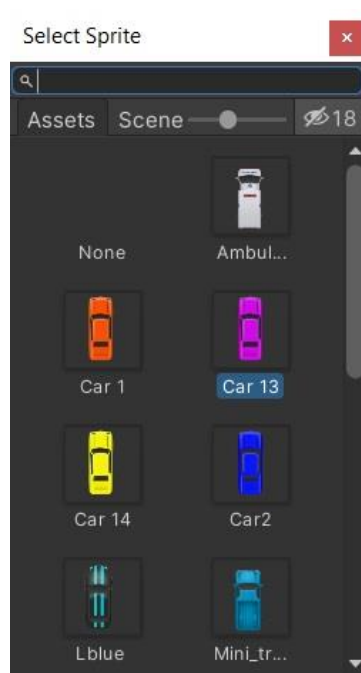 Select Sprite
Assets Scene 18
None Ambul...
Car 1 Car 13
Car 14 Car2
Lblue Mini_tr...